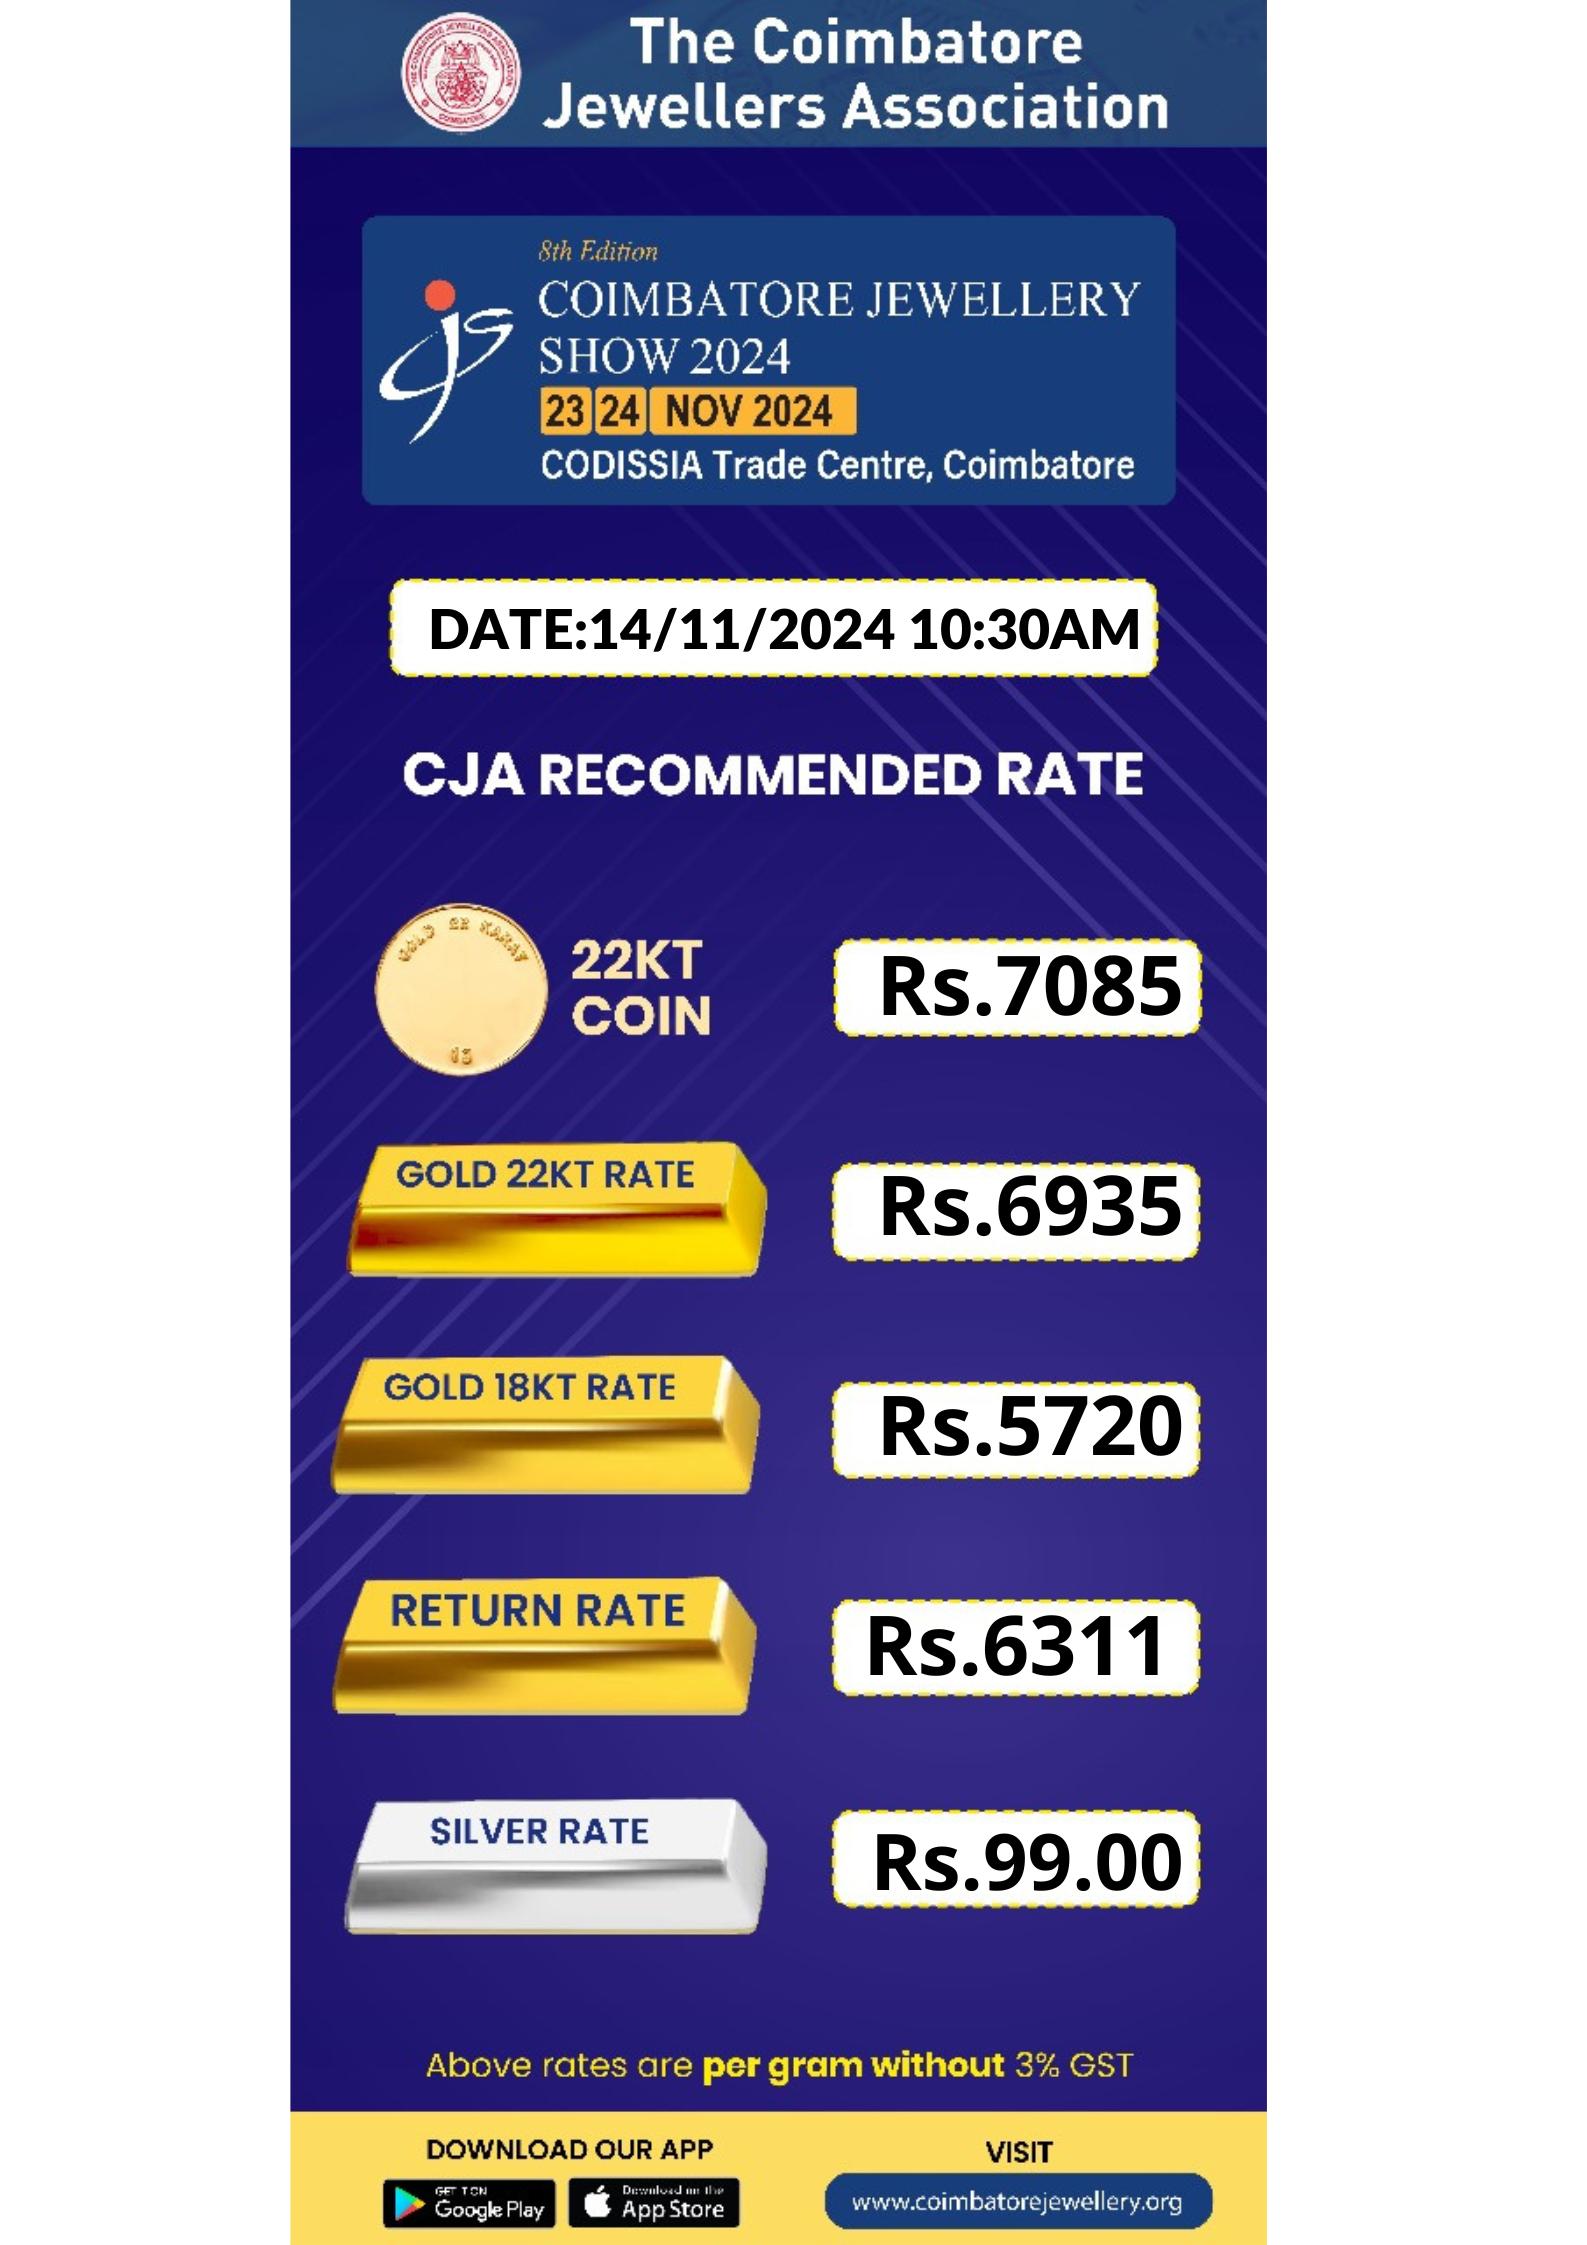 The Coimbatore
Jewellers Association
COIMBATORE
8th Edition
COIMBATORE JEWELLERY
SHOW 2024
23 24 NOV 2024
CODISSIA Trade Centre, Coimbatore
DATE:14/11/2024 10:30AM
CJA RECOMMENDED RATE
GOLD 22 KARAT
22KT
COIN
Rs.7085
GOLD 22KT RATE
Rs.6935
GOLD 18KT RATE
Rs.5720
RETURN RATE
Rs.6311
SILVER RATE
Rs.99.00
Above rates are per gram without 3% GST
DOWNLOAD OUR APP
VISIT
GET IT ON
Google Play
Download on the
App Store
www.coimbatorejewellery.org